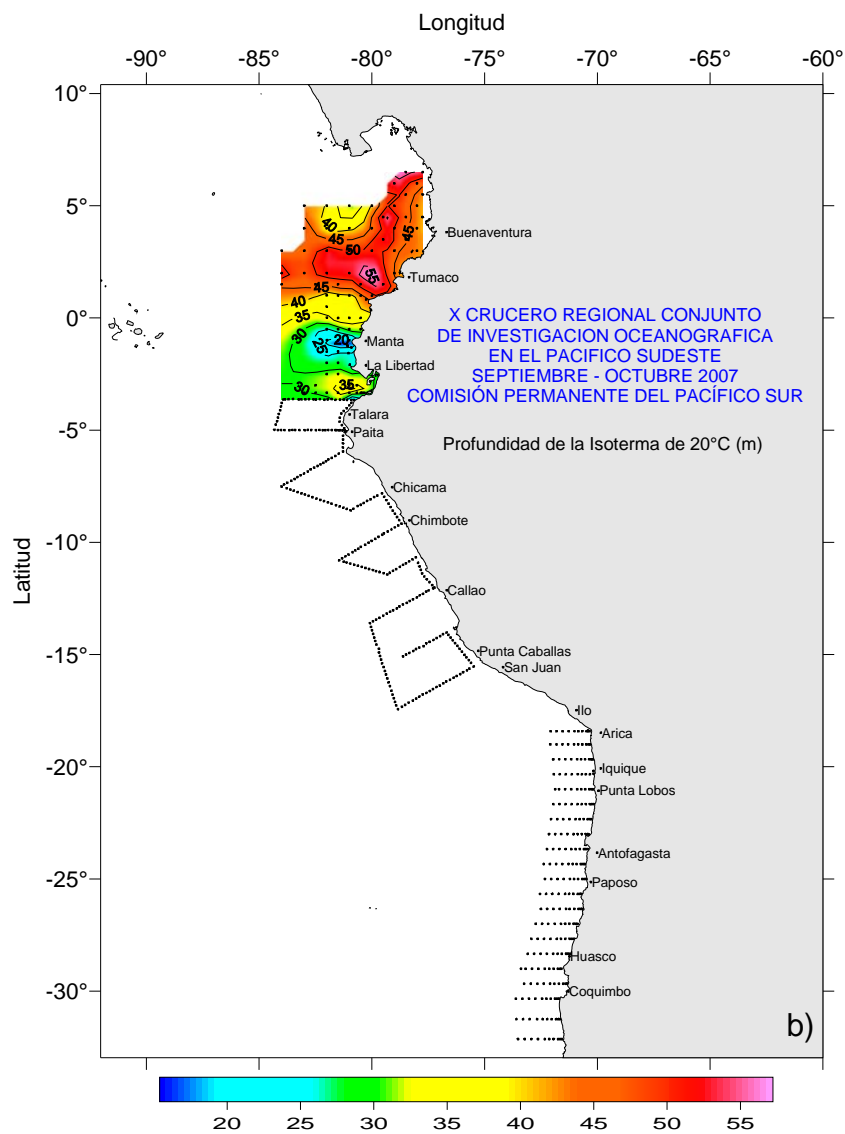 Longitud
-90° -85° -80° -75° -70° -65° -60°
10°
5°
0°
-5°
-10°
-15°
-20°
-25°
-30°
Latitud
40
45
50
45
55
45
40
35
30
25
20
35
30
Buenaventura
Tumaco
Manta
La Libertad
Talara
Paita
Chicama
Chimbote
Callao
Punta Caballas
San Juan
Ilo
Arica
Iquique
Punta Lobos
Antofagasta
Paposo
Huasco
Coquimbo
X CRUCERO REGIONAL CONJUNTO
DE INVESTIGACION OCEANOGRAFICA
EN EL PACIFICO SUDESTE
SEPTIEMBRE - OCTUBRE 2007
COMISIÓN PERMANENTE DEL PACÍFICO SUR
Profundidad de la Isoterma de 20°C (m)
b)
20 25 30 35 40 45 50 55